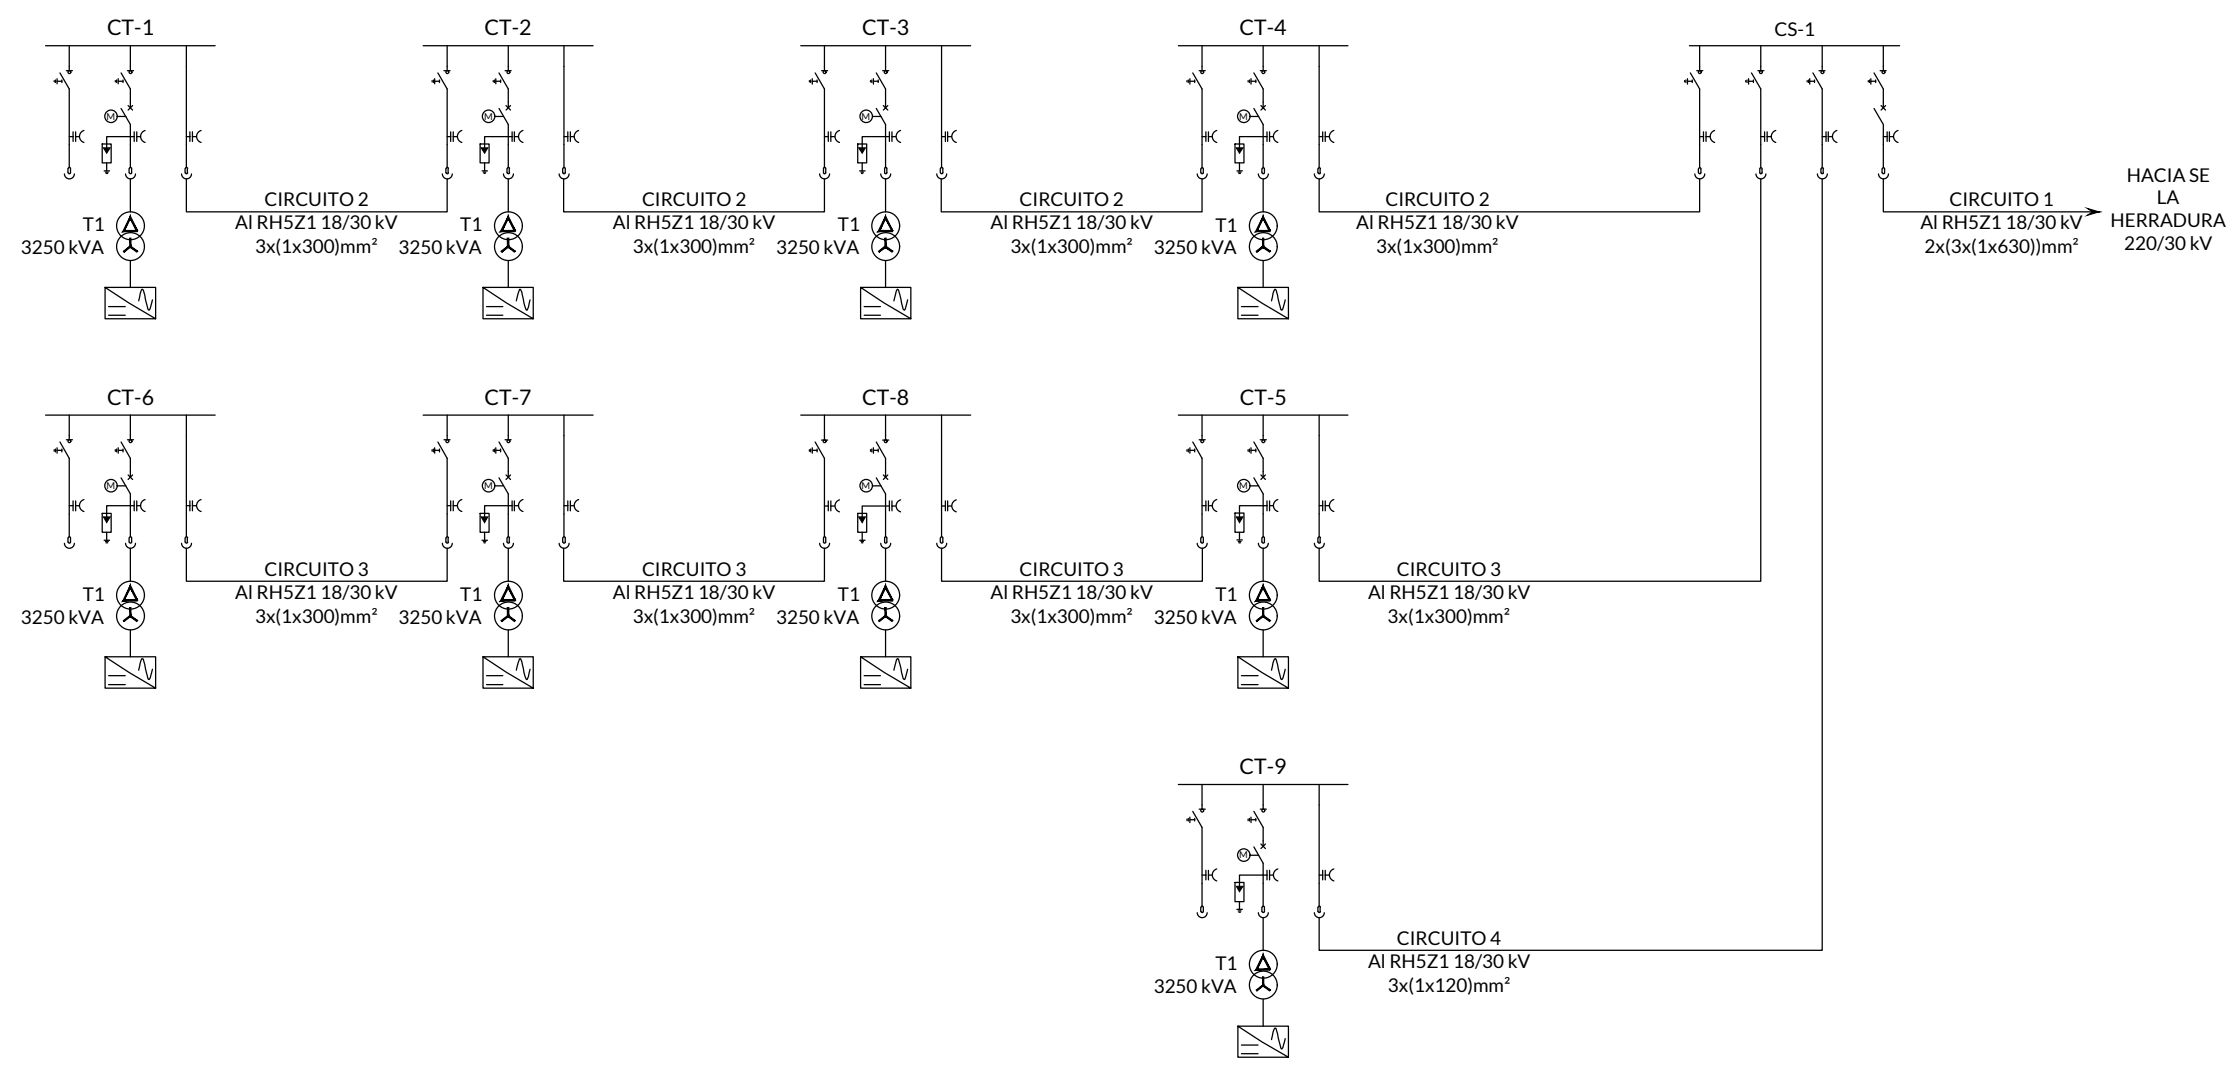 CT-1
CT-2
CT-3
CT-4
CS-1
M
M
M
M
CIRCUITO 2
Al RH5Z1 18/30 kV
3x(1x300)mm²
CIRCUITO 2
Al RH5Z1 18/30 kV
3x(1x300)mm²
CIRCUITO 2
Al RH5Z1 18/30 kV
3x(1x300)mm²
CIRCUITO 2
Al RH5Z1 18/30 kV
3x(1x300)mm²
CIRCUITO 1
Al RH5Z1 18/30 kV
2x(3x(1x630))mm²
HACIA SE
LA
HERRADURA
220/30 kV
T1
3250 kVA
T1
3250 kVA
T1
3250 kVA
T1
3250 kVA
CT-6
CT-7
CT-8
CT-5
M
M
M
M
CIRCUITO 3
Al RH5Z1 18/30 kV
3x(1x300)mm²
CIRCUITO 3
Al RH5Z1 18/30 kV
3x(1x300)mm²
CIRCUITO 3
Al RH5Z1 18/30 kV
3x(1x300)mm²
CIRCUITO 3
Al RH5Z1 18/30 kV
3x(1x300)mm²
T1
3250 kVA
T1
3250 kVA
T1
3250 kVA
T1
3250 kVA
CT-9
M
CIRCUITO 4
Al RH5Z1 18/30 kV
3x(1x120)mm²
T1
3250 kVA